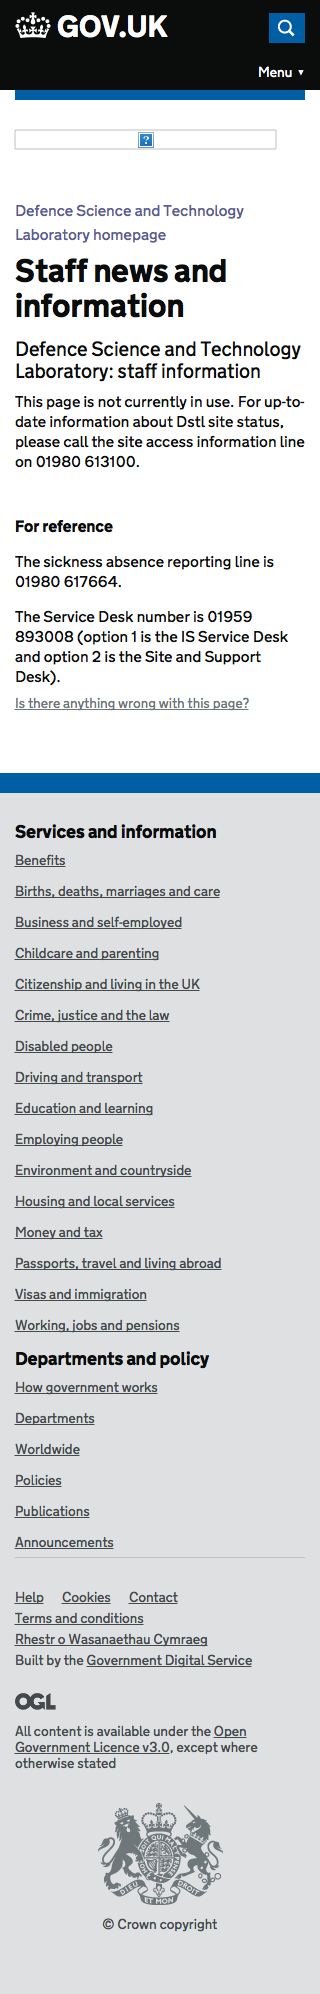 GOV.UK
Menu ▼
Defence Science and Technology
Laboratory homepage
Staff news and
information
Defence Science and Technology
Laboratory: staff information
This page is not currently in use. For up-to-
date information about Dstl site status,
please call the site access information line
on 01980 613100.
For reference
The sickness absence reporting line is
01980 617664.
The Service Desk number is 01959
893008 (option 1 is the IS Service Desk
and option 2 is the Site and Support
Desk).
Is there anything wrong with this page?
Services and information
Benefits
Births, deaths, marriages and care
Business and self-employed
Childcare and parenting
Citizenship and living in the UK
Crime, justice and the law
Disabled people
Driving and transport
Education and learning
Employing people
Environment and countryside
Housing and local services
Money and tax
Passports, travel and living abroad
Visas and immigration
Working, jobs and pensions
Departments and policy
How government works
Departments
Worldwide
Policies
Publications
Announcements
Help Cookies Contact
Terms and conditions
Rhestr o Wasanaethau Cymraeg
Built by the Government Digital Service
OGL
All content is available under the Open
Government Licence v3.0, except where
otherwise stated
DIEU ET MON DROIT
© Crown copyright